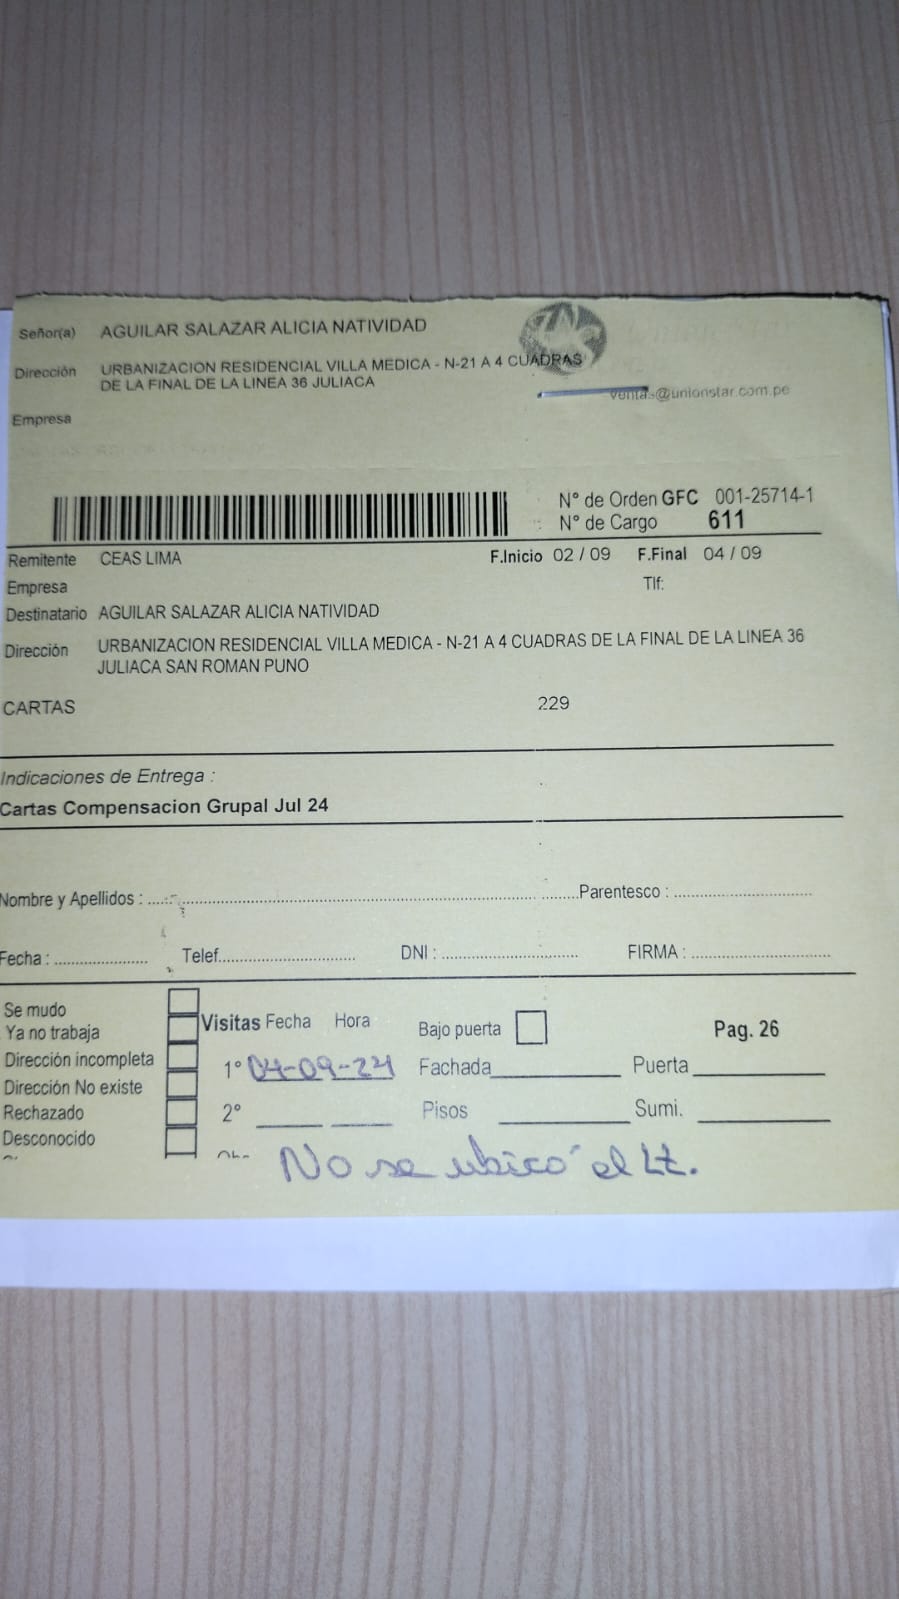 Señor(a) AGUILAR SALAZAR ALICIA NATIVIDAD
Dirección URBANIZACION RESIDENCIAL VILLA MEDICA - N-21 A 4 CUADRAS
DE LA FINAL DE LA LINEA 36 JULIACA
ventas@unionstar.com.pe
Empresa
N° de Orden GFC 001-25714-1
N° de Cargo 611
Remitente CEAS LIMA F.Inicio 02 / 09 F.Final 04 / 09
Empresa Tlf:
Destinatario AGUILAR SALAZAR ALICIA NATIVIDAD
Dirección URBANIZACION RESIDENCIAL VILLA MEDICA - N-21 A 4 CUADRAS DE LA FINAL DE LA LINEA 36
JULIACA SAN ROMAN PUNO
CARTAS 229
Indicaciones de Entrega :
Cartas Compensacion Grupal Jul 24
Nombre y Apellidos : Parentesco :
Fecha : Telef. DNI : FIRMA :
Se mudo
Ya no trabaja Visitas Fecha Hora Bajo puerta Pag. 26
Dirección incompleta 1° 04-09-24 Fachada Puerta
Dirección No existe
Rechazado 2° Pisos Sumi.
Desconocido
No se ubicó el Lt.